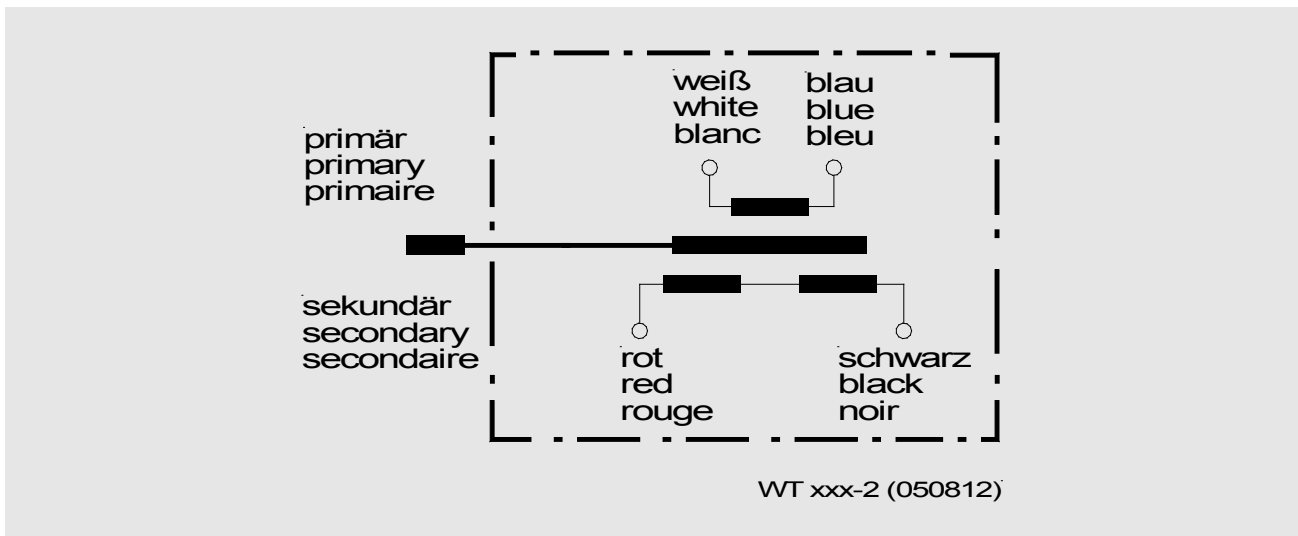 weiß
white
blanc
blau
blue
bleu
primär
primary
primaire
sekundär
secondary
secondaire
rot
red
rouge
schwarz
black
noir
WT xxx-2 (050812)